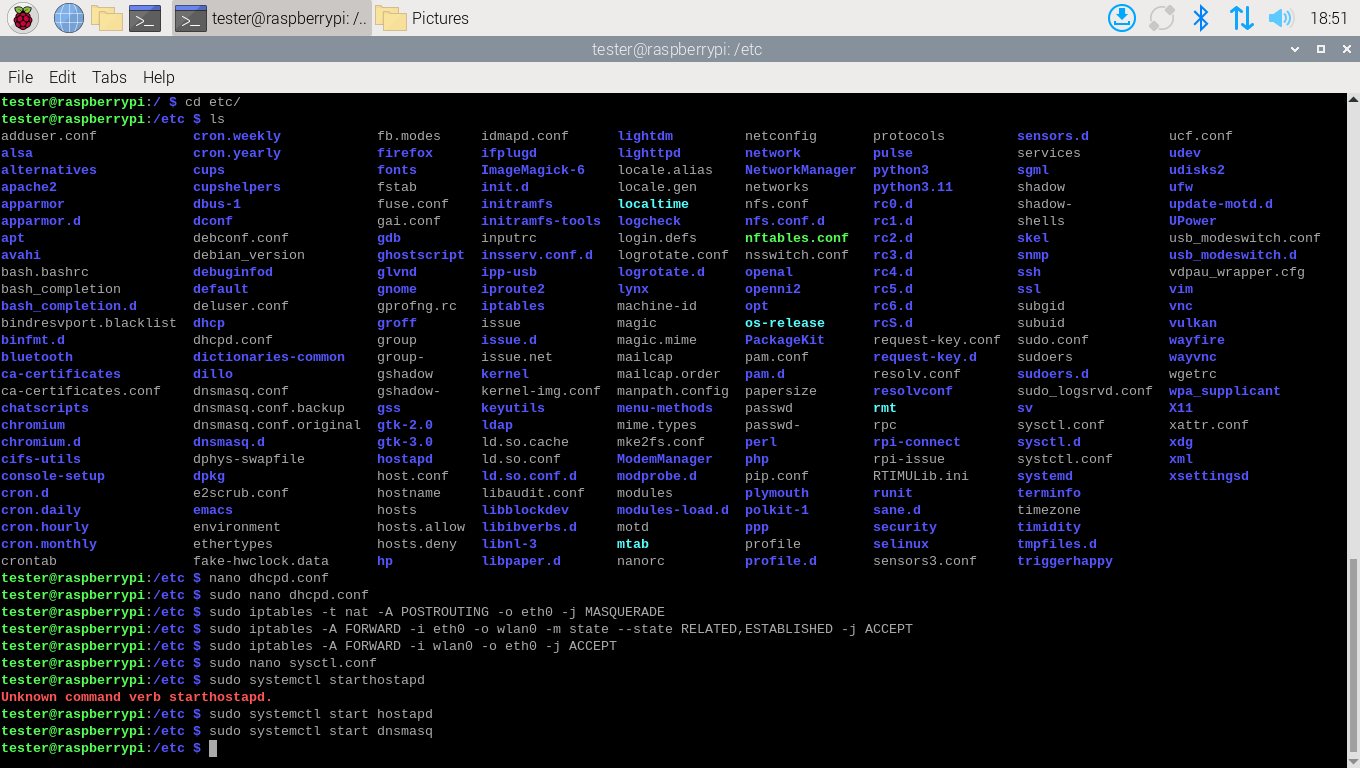 tester@raspberrypi: /.. Pictures 18:51
tester@raspberrypi: /etc
File Edit Tabs Help
tester@raspberrypi:/ $ cd etc/
tester@raspberrypi:/etc $ ls
adduser.conf cron.weekly fb.modes idmapd.conf lightdm netconfig protocols sensors.d ucf.conf
alsa cron.yearly firefox ifplugd lighttpd network pulse services udev
alternatives cups fonts ImageMagick-6 locale.alias NetworkManager python3 sgml udisks2
apache2 cupshelpers fstab init.d locale.gen networks python3.11 shadow ufw
apparmor dbus-1 fuse.conf initramfs localtime nfs.conf rc0.d shadow- update-motd.d
apparmor.d dconf gai.conf initramfs-tools logcheck nfs.conf.d rc1.d shells UPower
apt debconf.conf gdb inputrc login.defs nftables.conf rc2.d skel usb_modeswitch.conf
avahi debian_version ghostscript insserv.conf.d logrotate.conf nsswitch.conf rc3.d snmp usb_modeswitch.d
bash.bashrc debuginfod glvnd ipp-usb logrotate.d openal rc4.d ssh vdpau_wrapper.cfg
bash_completion default gnome iproute2 lynx openni2 rc5.d ssl vim
bash_completion.d deluser.conf gprofng.rc iptables machine-id opt rc6.d subgid vnc
bindresvport.blacklist dhcp groff issue magic os-release rcS.d subuid vulkan
binfmt.d dhcpd.conf group issue.d magic.mime PackageKit request-key.conf sudo.conf wayfire
bluetooth dictionaries-common group- issue.net mailcap pam.conf request-key.d sudoers wayvnc
ca-certificates dillo gshadow kernel mailcap.order pam.d resolv.conf sudoers.d wgetrc
ca-certificates.conf dnsmasq.conf gshadow- kernel-img.conf manpath.config papersize resolvconf sudo_logsrvd.conf wpa_supplicant
chatscripts dnsmasq.conf.backup gss keyutils menu-methods passwd rmt sv X11
chromium dnsmasq.conf.original gtk-2.0 ldap mime.types passwd- rpc sysctl.conf xattr.conf
chromium.d dnsmasq.d gtk-3.0 ld.so.cache mke2fs.conf perl rpi-connect sysctl.d xdg
cifs-utils dphys-swapfile hostapd ld.so.conf ModemManager php rpi-issue systctl.conf xml
console-setup dpkg host.conf ld.so.conf.d modprobe.d pip.conf RTIMULib.ini systemd xsettingsd
cron.d e2scrub.conf hostname libaudit.conf modules plymouth runit terminfo
cron.daily emacs hosts libblockdev modules-load.d polkit-1 sane.d timezone
cron.hourly environment hosts.allow libibverbs.d motd ppp security timidity
cron.monthly ethertypes hosts.deny libnl-3 mtab profile selinux tmpfiles.d
crontab fake-hwclock.data hp libpaper.d nanorc profile.d sensors3.conf triggerhappy
tester@raspberrypi:/etc $ nano dhcpd.conf
tester@raspberrypi:/etc $ sudo nano dhcpd.conf
tester@raspberrypi:/etc $ sudo iptables -t nat -A POSTROUTING -o eth0 -j MASQUERADE
tester@raspberrypi:/etc $ sudo iptables -A FORWARD -i eth0 -o wlan0 -m state --state RELATED,ESTABLISHED -j ACCEPT
tester@raspberrypi:/etc $ sudo iptables -A FORWARD -i wlan0 -o eth0 -j ACCEPT
tester@raspberrypi:/etc $ sudo nano sysctl.conf
tester@raspberrypi:/etc $ sudo systemctl starthostapd
Unknown command verb starthostapd.
tester@raspberrypi:/etc $ sudo systemctl start hostapd
tester@raspberrypi:/etc $ sudo systemctl start dnsmasq
tester@raspberrypi:/etc $